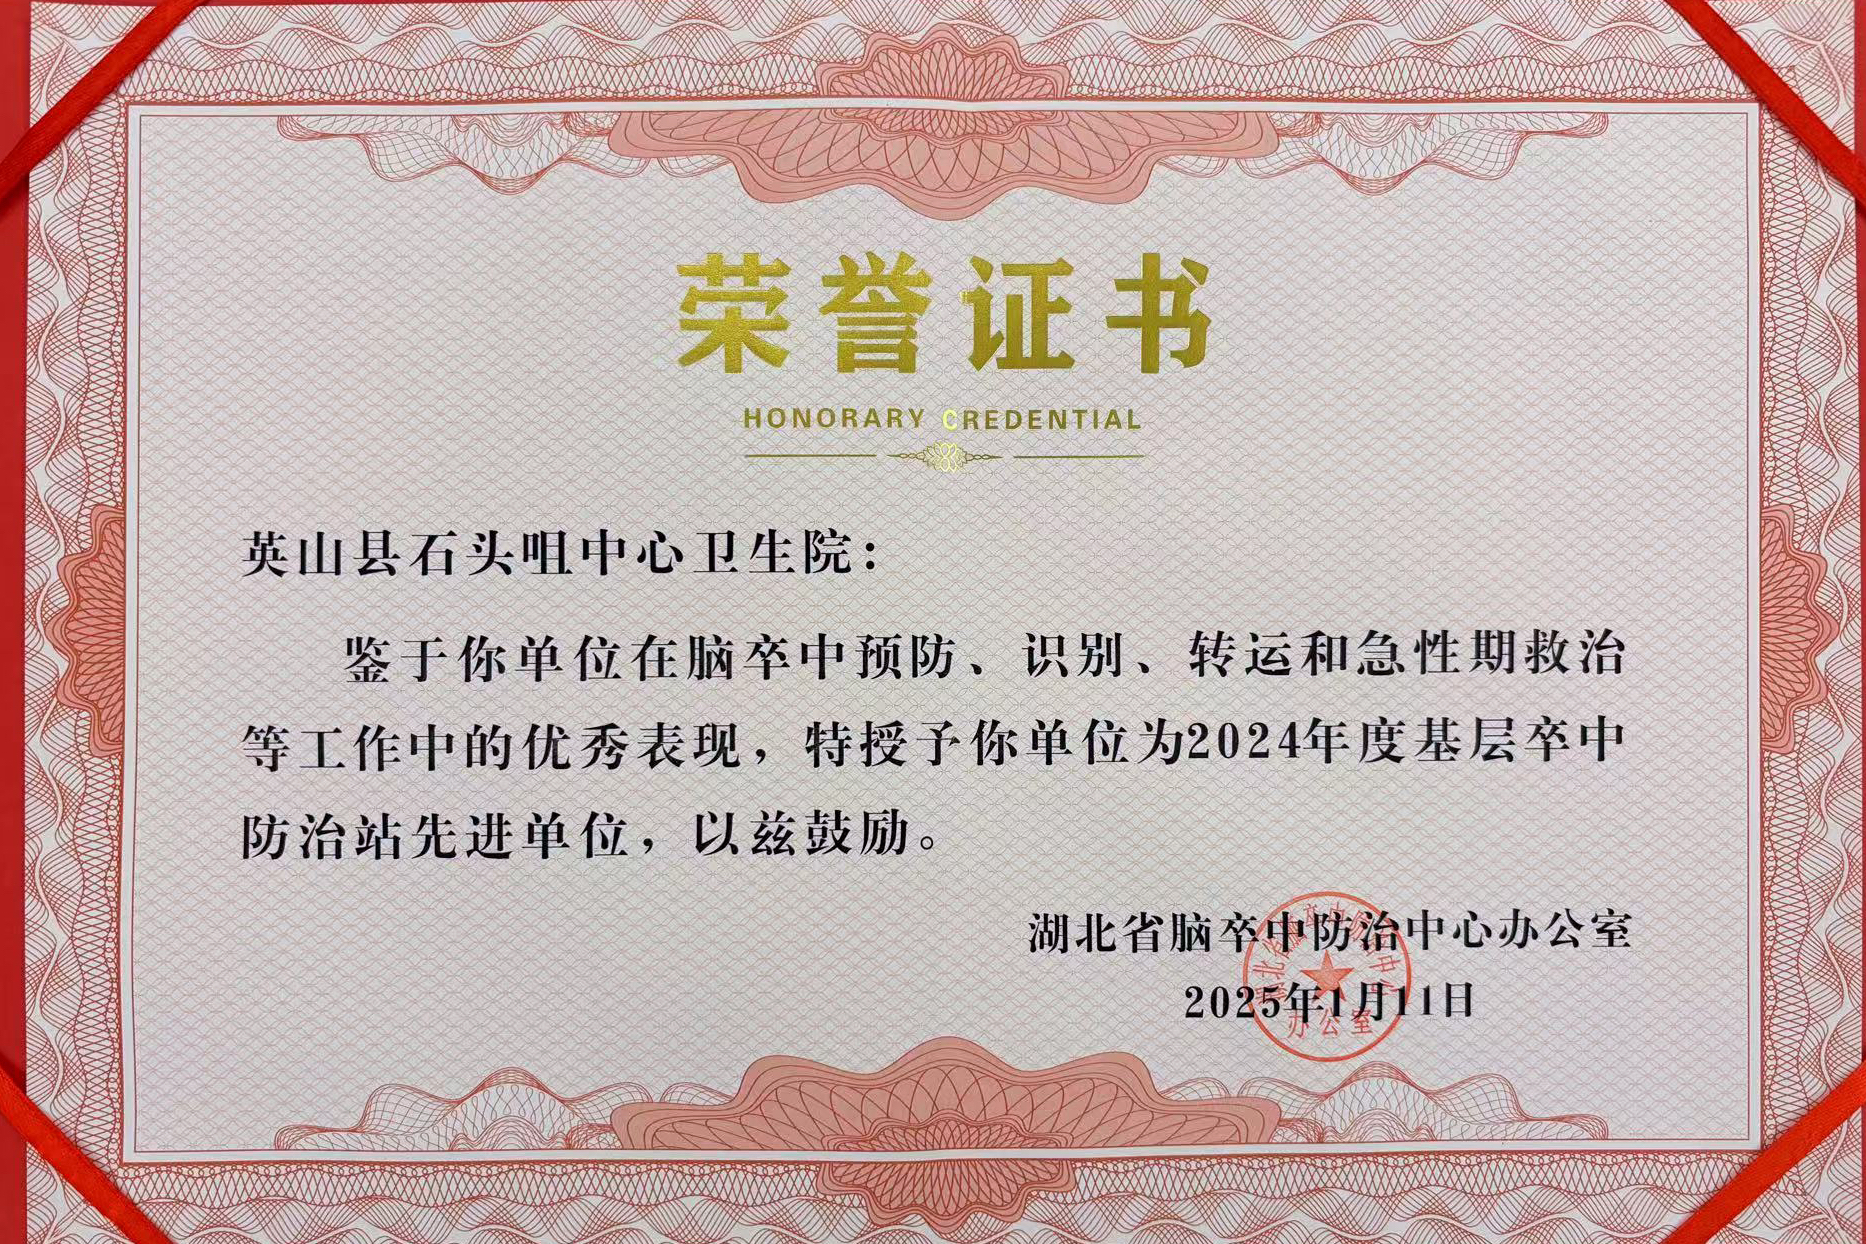 荣誉证书
HONORARY CREDENTIAL
英山县石头咀中心卫生院：
鉴于你单位在脑卒中预防、识别、转运和急性期救治
等工作中的优秀表现，特授予你单位为2024年度基层卒中
防治站先进单位，以兹鼓励。
湖北省脑卒中防治中心办公室
2025年1月11日
办公室